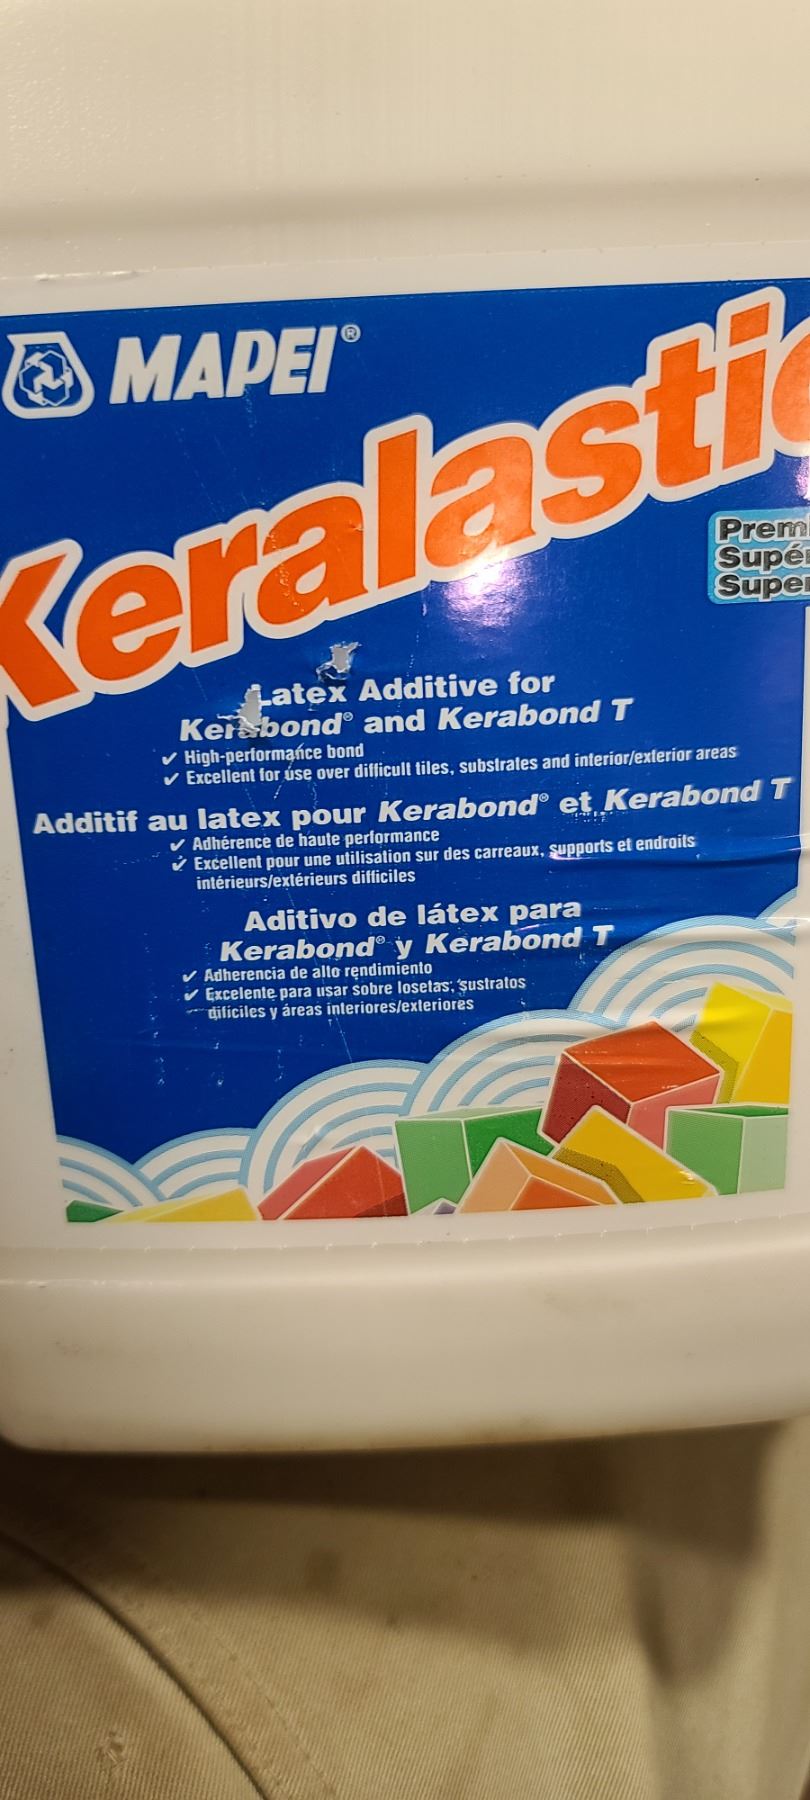 MAPEI®
Keralastic
Latex Additive for
Kerabond® and Kerabond T
✓ High-performance bond
✓ Excellent for use over difficult tiles, substrates and interior/exterior areas
Additif au latex pour Kerabond® et Kerabond T
✓ Adhérence de haute performance
✓ Excellent pour une utilisation sur des carreaux, supports et endroits
intérieurs/extérieurs difficiles
Aditivo de látex para
Kerabond® y Kerabond T
✓ Adherencia de alto rendimiento
✓ Excelente para usar sobre losetas, sustratos
difíciles y áreas interiores/exteriores